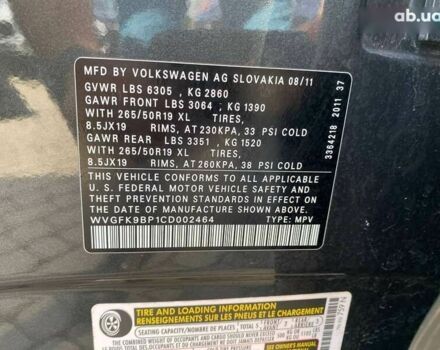 ab.ua
MFD BY VOLKSWAGEN AG SLOVAKIA 08/11
GVWR LBS 6305 , KG 2860
GAWR FRONT LBS 3064 , KG 1390
WITH 265/50R19 XL TIRES,
8.5JX19 RIMS, AT 230KPA, 33 PSI COLD
GAWR REAR LBS 3351 , KG 1520
WITH 265/50R19 XL TIRES,
8.5JX19 RIMS, AT 260KPA, 38 PSI COLD
THIS VEHICLE CONFORMS TO ALL APPLICABLE
U. S. FEDERAL MOTOR VEHICLE SAFETY AND
THEFT PREVENTION STANDARDS IN EFFECT ON
DATE OF MANUFACTURE SHOWN ABOVE
WVGFK9BP1CD002464 TYPE: MPV
3364218 2011 37
TIRE AND LOADING INFORMATION
RENSEIGNEMENTS SUR LES PNEUS ET LE CHARGEMENT